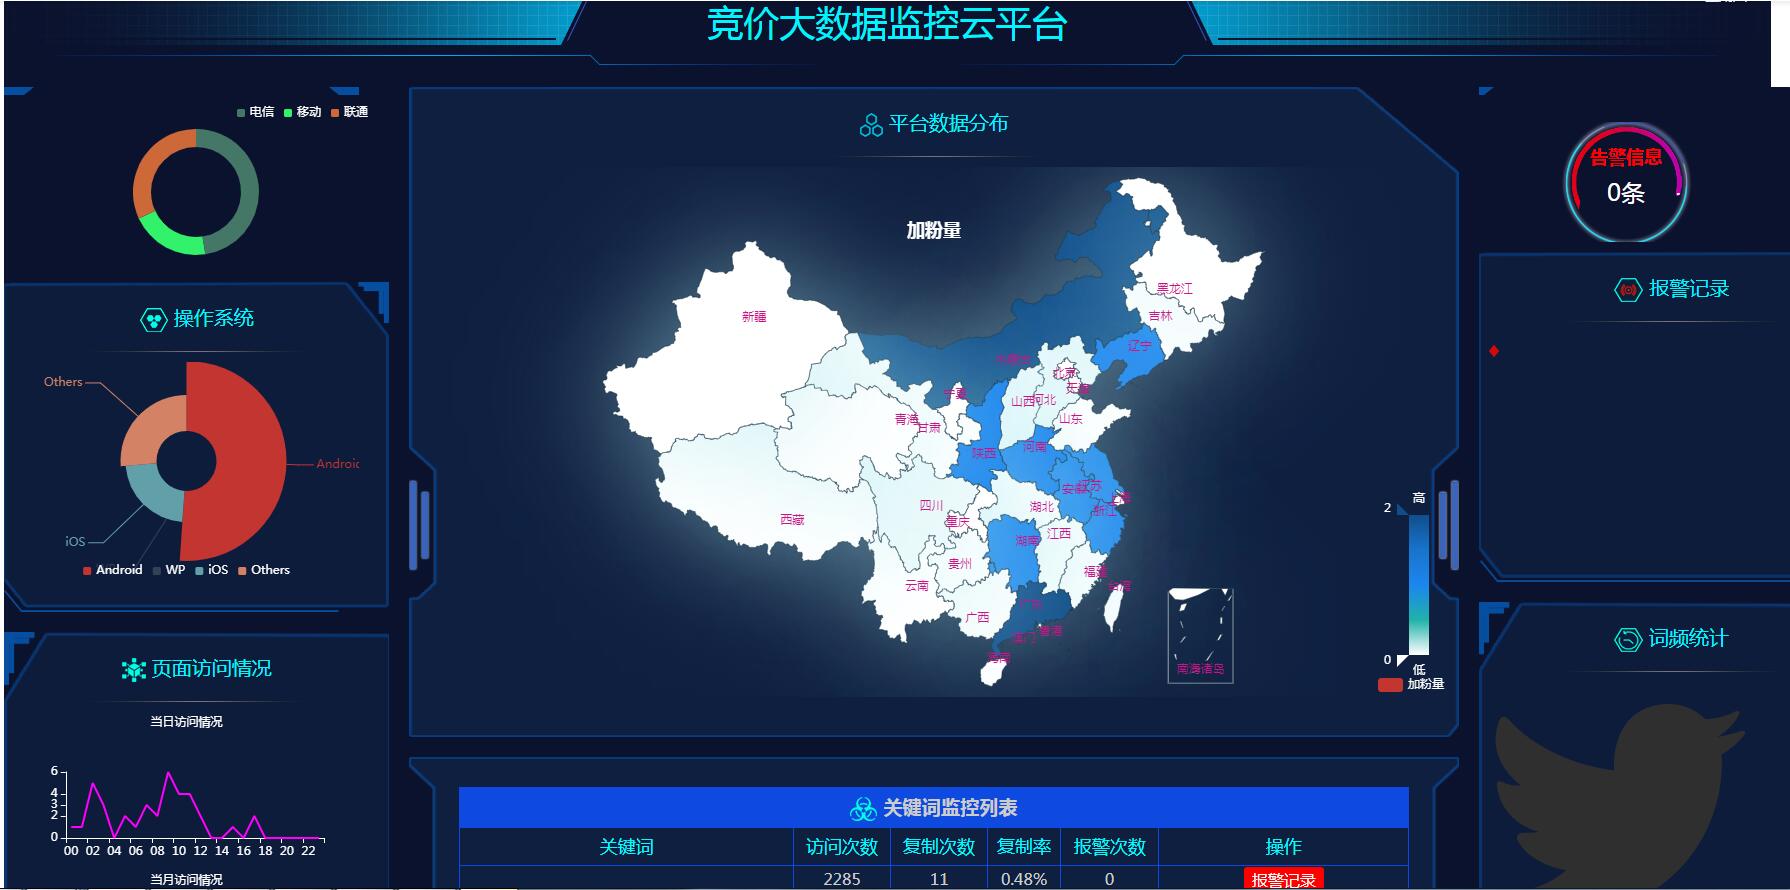 竞价大数据监控云平台
电信 移动 联通
操作系统
Others
Android
iOS
Android WP iOS Others
页面访问情况
当日访问情况
6
4
3
2
0
00 02 04 06 08 10 12 14 16 18 20 22
当月访问情况
平台数据分布
加粉量
黑龙江
新疆
吉林
辽宁
北京
宁夏
山西
河北
青海
甘肃
山东
河南
陕西
安徽
江苏
上海
四川
湖北
浙江
西藏
重庆
湖南
江西
贵州
福建
云南
台湾
广东
广西
澳门
香港
海南
南海诸岛
高
2
0
低
加粉量
关键词监控列表
关键词 访问次数 复制次数 复制率 报警次数 操作
2285 11 0.48% 0 报警记录
告警信息
0条
报警记录
词频统计